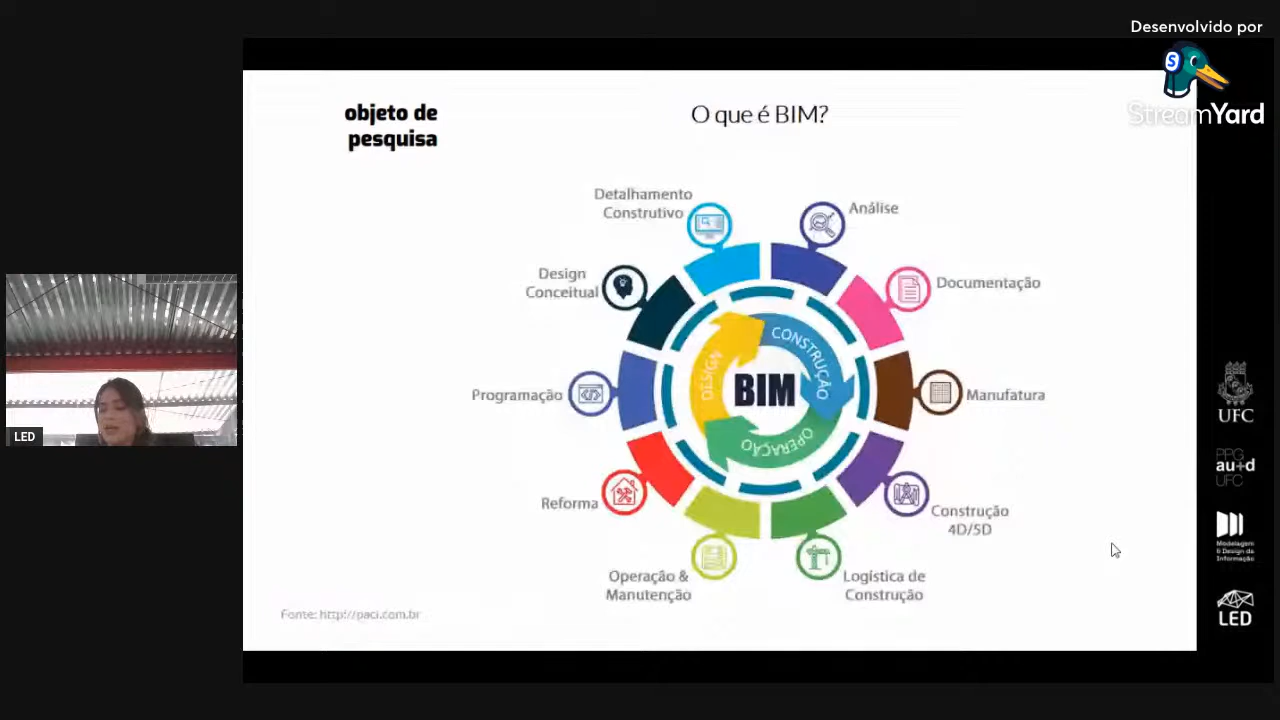 Desenvolvido por
StreamYard
objeto de
pesquisa
O que é BIM?
Detalhamento
Construtivo
Análise
Design
Conceitual
Documentação
Programação
Manufatura
DESIGN
CONSTRUÇÃO
OPERAÇÃO
BIM
Reforma
Construção
4D/5D
Operação &
Manutenção
Logística de
Construção
Fonte: http://paci.com.br
LED
UFC
PPG
au+d
UFC
Modelagem
& Design da
Informação
LED